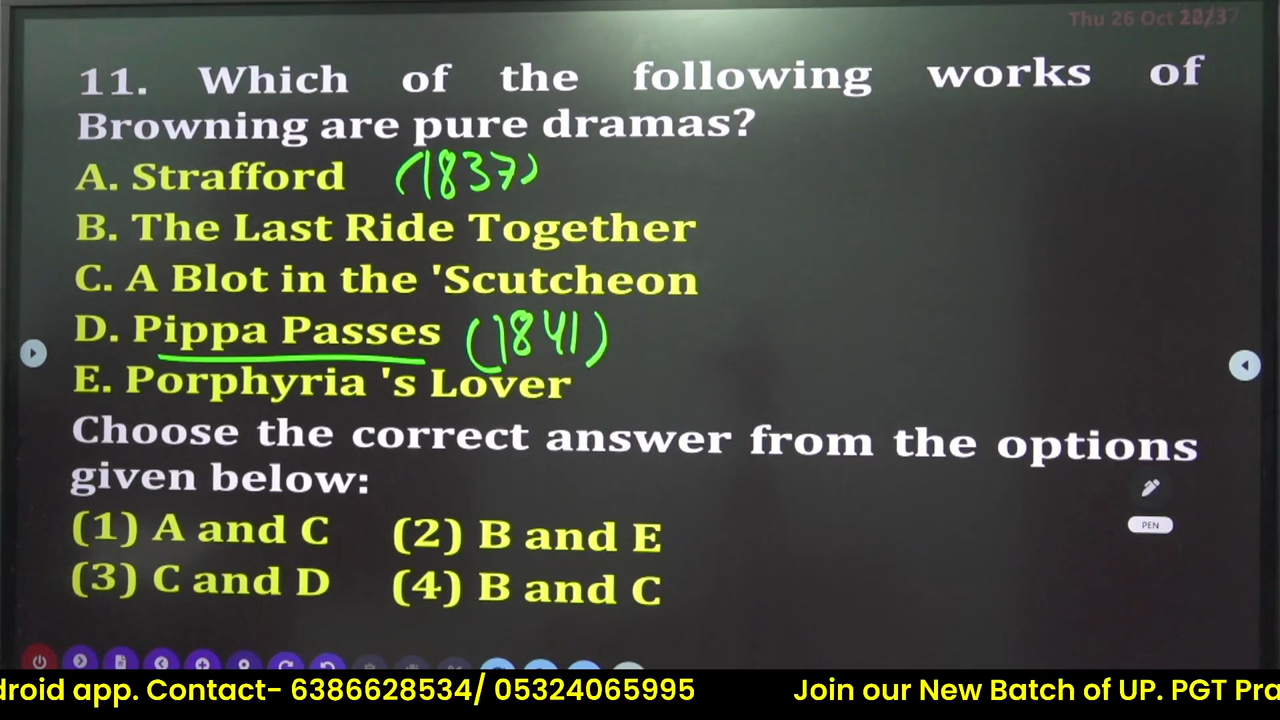 Thu 26 Oct
11. Which of the following works of
Browning are pure dramas?
A. Strafford (1837)
B. The Last Ride Together
C. A Blot in the 'Scutcheon
D. Pippa Passes (1841)
E. Porphyria 's Lover
Choose the correct answer from the options
given below:
PEN
(1) A and C (2) B and E
(3) C and D (4) B and C
droid app. Contact- 6386628534/ 05324065995 Join our New Batch of UP. PGT Pra